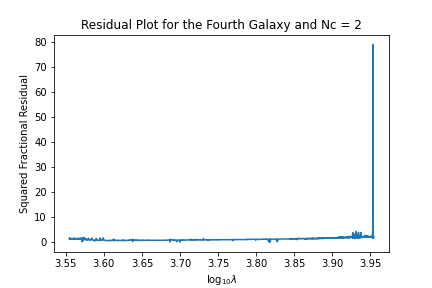 Residual Plot for the Fourth Galaxy and Nc = 2
Squared Fractional Residual
80
70
60
50
40
30
20
10
0
3.55 3.60 3.65 3.70 3.75 3.80 3.85 3.90 3.95
log₁₀λ